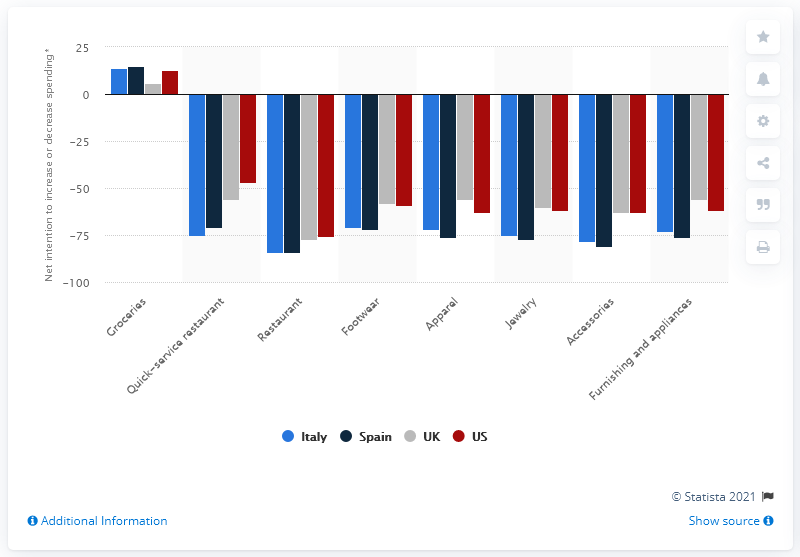 Net intention to increase or decrease spending*
25
0
-25
-50
-75
-100
Groceries
Quick-service restaurant
Restaurant
Footwear
Apparel
Jewelry
Accessories
Furnishing and appliances
Italy Spain UK US
© Statista 2021
Additional Information
Show source